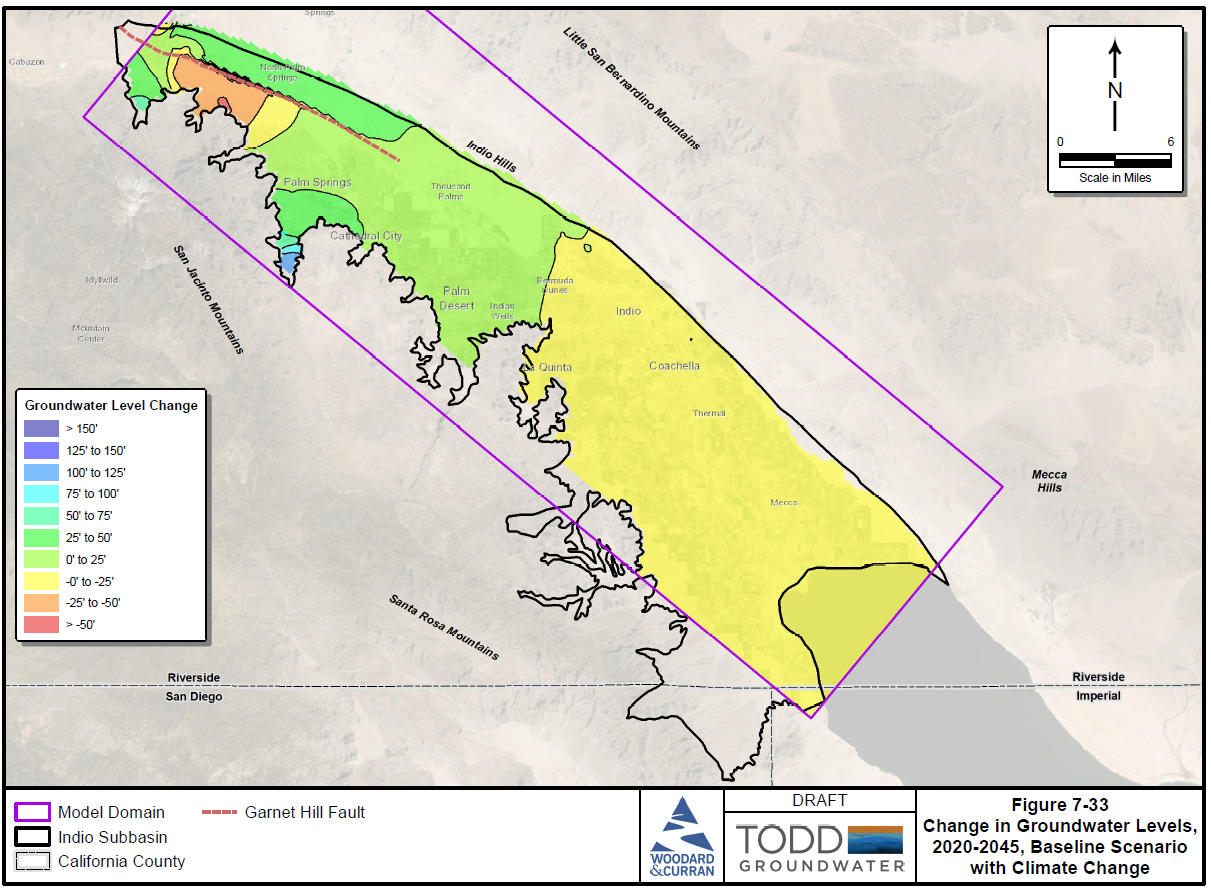 Springs
Cabazon
North Palm
Springs
Little San Bernardino Mountains
N
0
6
Scale in Miles
Indio Hills
Palm Springs
Thousand
Palms
Cathedral City
San Jacinto Mountains
Idyllwild
Bermuda
Dunes
Palm
Desert
Indian
Wells
Indio
Mountain
Center
La Quinta
Coachella
Thermal
Groundwater Level Change
> 150'
125' to 150'
100' to 125'
75' to 100'
50' to 75'
25' to 50'
0' to 25'
-0' to -25'
-25' to -50'
> -50'
Mecca
Hills
Mecca
Santa Rosa Mountains
Riverside
San Diego
Riverside
Imperial
Model Domain
Garnet Hill Fault
Indio Subbasin
California County
WOODARD
&CURRAN
DRAFT
TODD
GROUNDWATER
Figure 7-33
Change in Groundwater Levels,
2020-2045, Baseline Scenario
with Climate Change